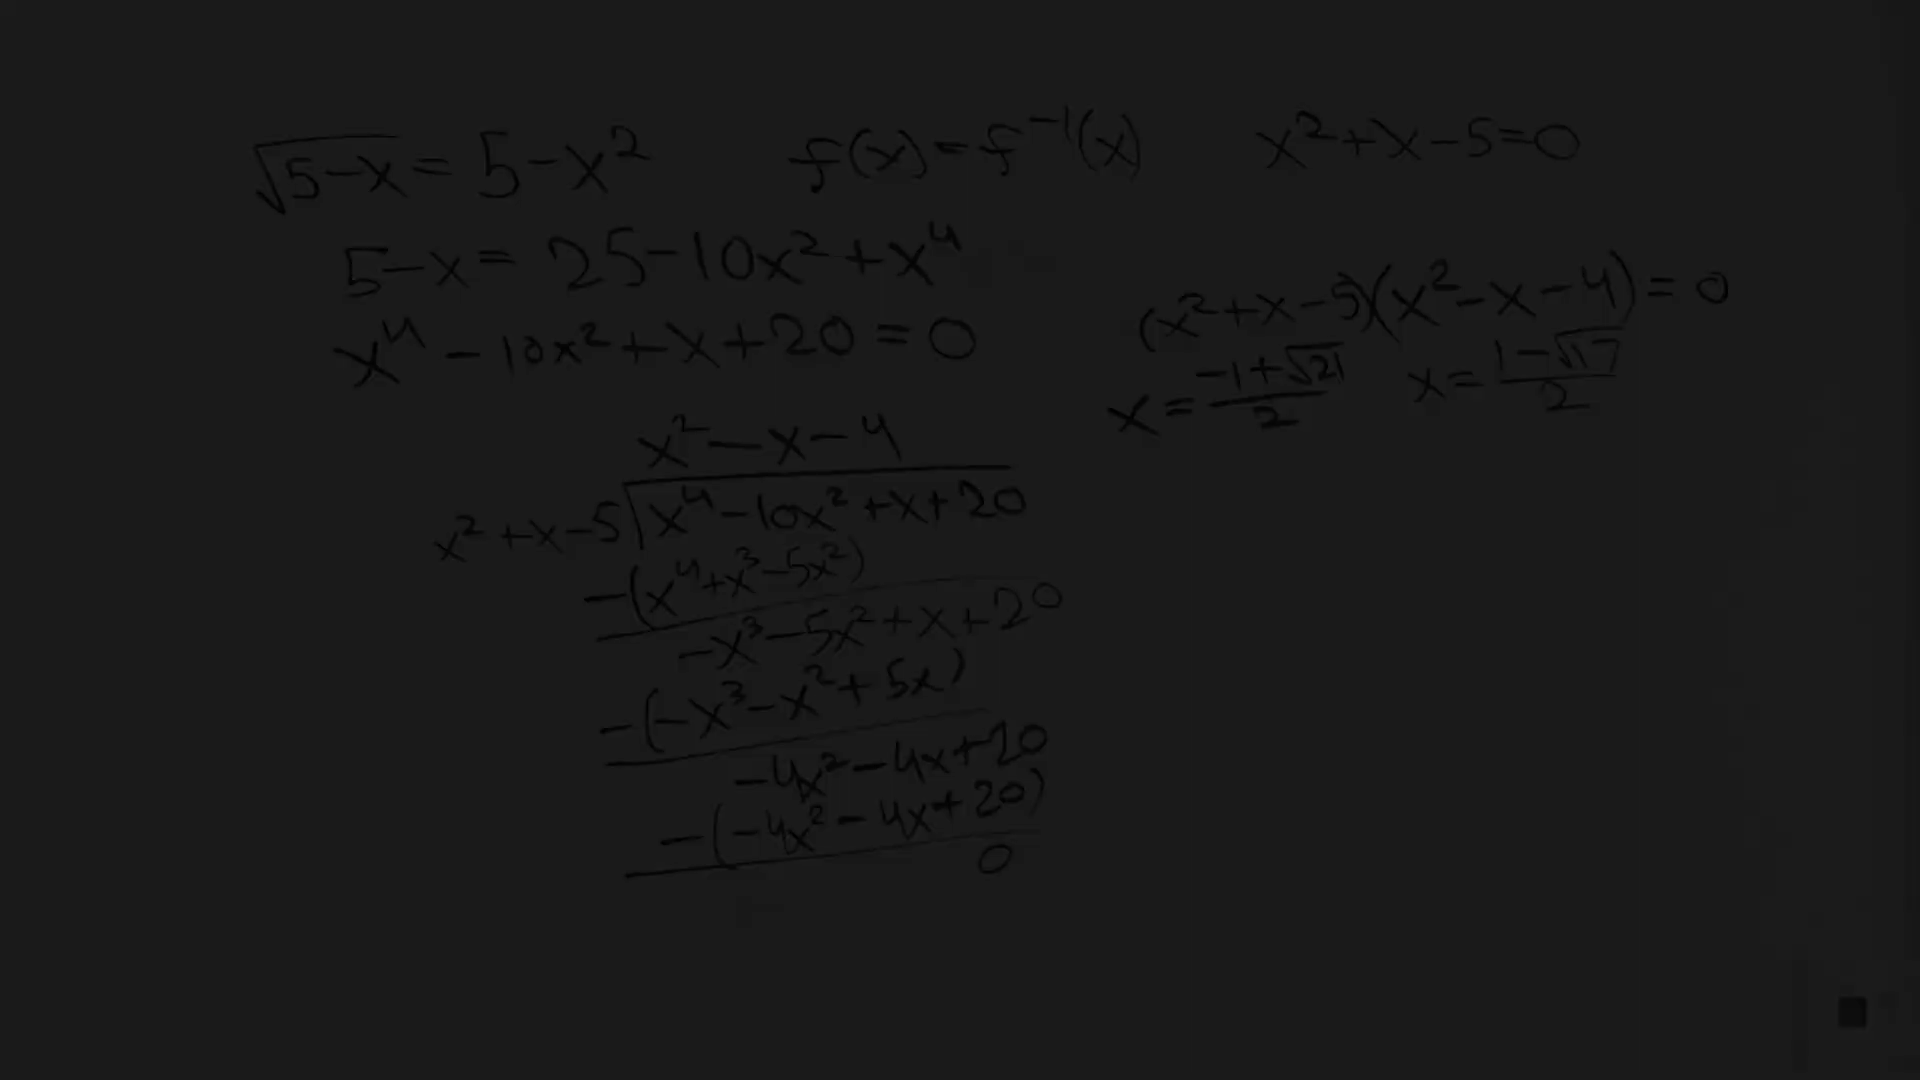 √(5-x) = 5-x²
f(x)=f⁻¹(x)
x²+x-5=0
5-x= 25-10x²+x⁴
x⁴-10x²+x+20=0
(x²+x-5)(x²-x-4)=0
x=(-1+√21)/2 x=(1-√17)/2
x²-x-4
x²+x-5 | x⁴-10x²+x+20
-(x⁴+x³-5x²)
-x³-5x²+x+20
-(-x³-x²+5x)
-4x²-4x+20
-(-4x²-4x+20)
0